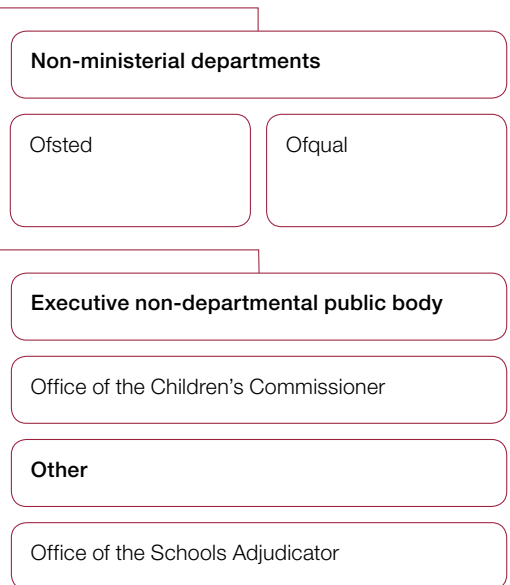 Non-ministerial departments
Ofsted
Ofqual
Executive non-departmental public body
Office of the Children’s Commissioner
Other
Office of the Schools Adjudicator